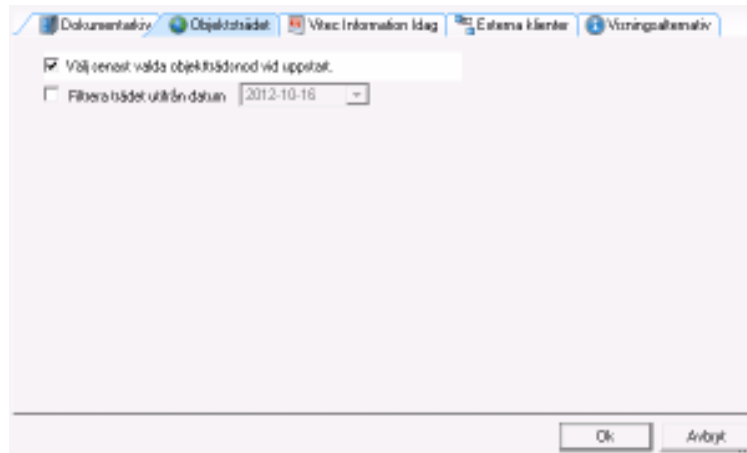 Dokumentarkiv Objektsträdet Vitec Information Idag Externa klienter Visningsalternativ
Välj senast valda objektträdsnod vid uppstart.
Filtrera trädet utifrån datum 2012-10-16
Ok Avbryt